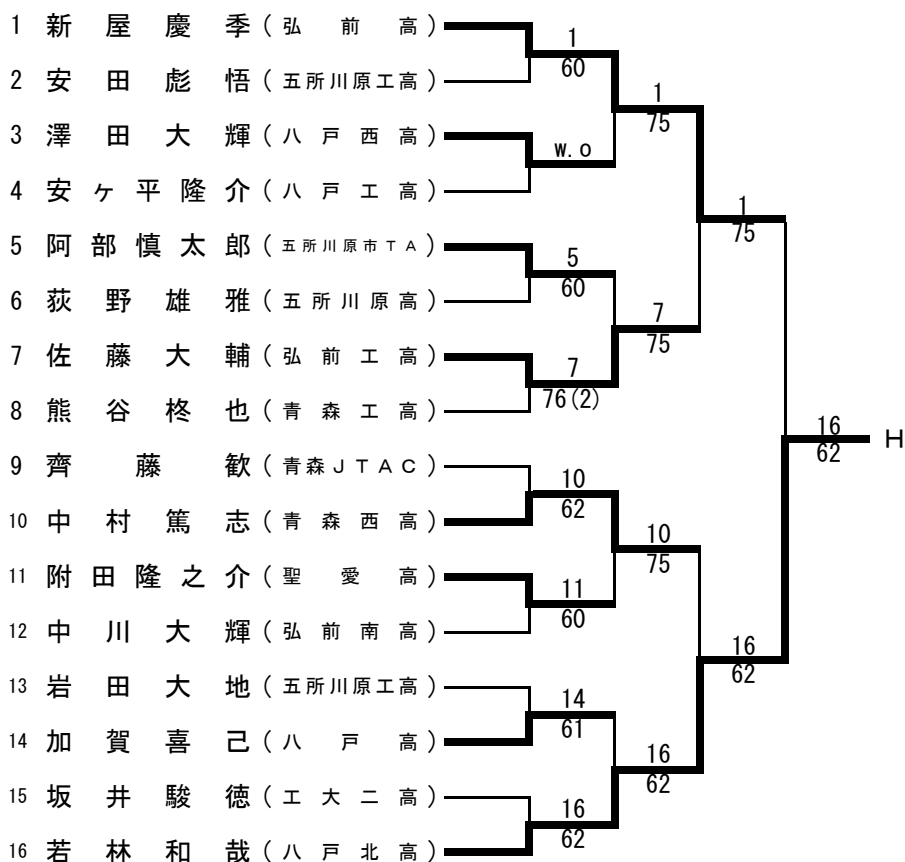 1 新屋慶季 (弘前高)
1
60
2 安田彪悟 (五所川原工高)
1
75
3 澤田大輝 (八戸西高)
w.o
4 安ヶ平隆介 (八戸工高)
1
75
5 阿部慎太郎 (五所川原市TA)
5
60
6 荻野雄雅 (五所川原高)
7
75
7 佐藤大輔 (弘前工高)
7
76(2)
8 熊谷柊也 (青森工高)
16
62
H
9 齊藤歓 (青森JTAC)
10
62
10 中村篤志 (青森西高)
10
75
11 附田隆之介 (聖愛高)
11
60
12 中川大輝 (弘前南高)
16
62
13 岩田大地 (五所川原工高)
14
61
14 加賀喜己 (八戸高)
16
62
15 坂井駿徳 (工大二高)
16
62
16 若林和哉 (八戸北高)